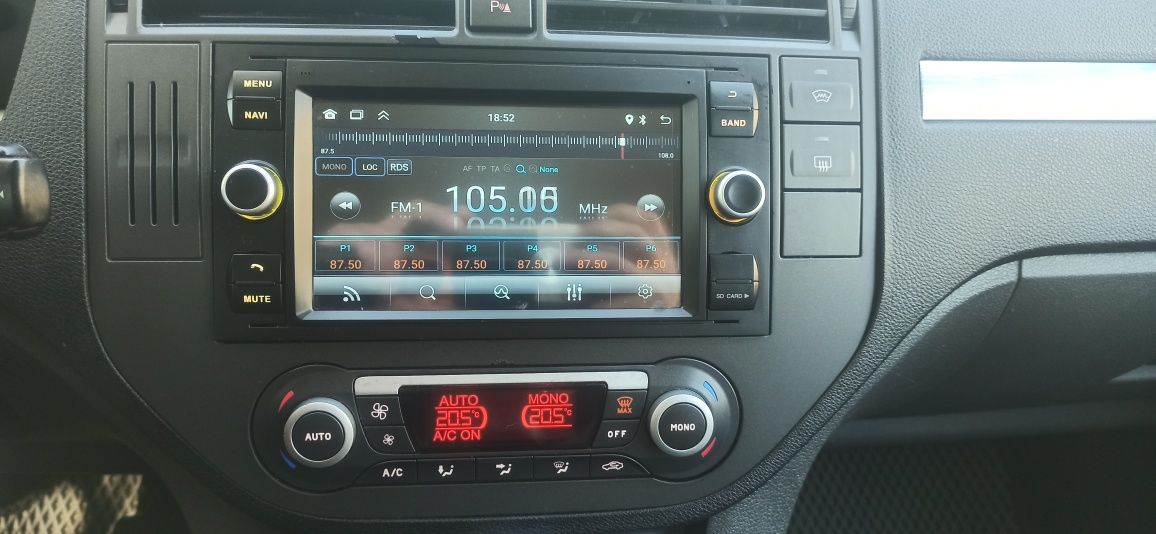 P
MENU
NAVI
BAND
18:52
87.5
108.0
MONO LOC RDS
AF TP TA None
FM-1 MHz
P1 P2 P3 P4 P5 P6
87.50 87.50 87.50 87.50 87.50 87.50
MUTE
SD CARD
AUTO MONO
20.5°C 20.5°C
A/C ON
MAX
AUTO
OFF
MONO
A/C